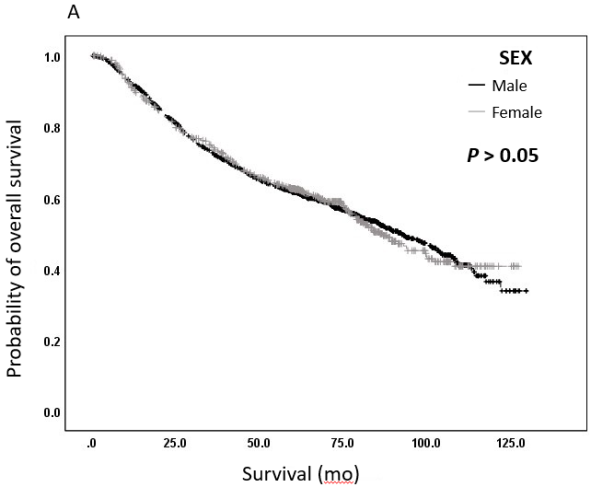 A
SEX
Male
Female
P > 0.05
Probability of overall survival
1.0
0.8
0.6
0.4
0.2
0.0
.0 25.0 50.0 75.0 100.0 125.0
Survival (mo)